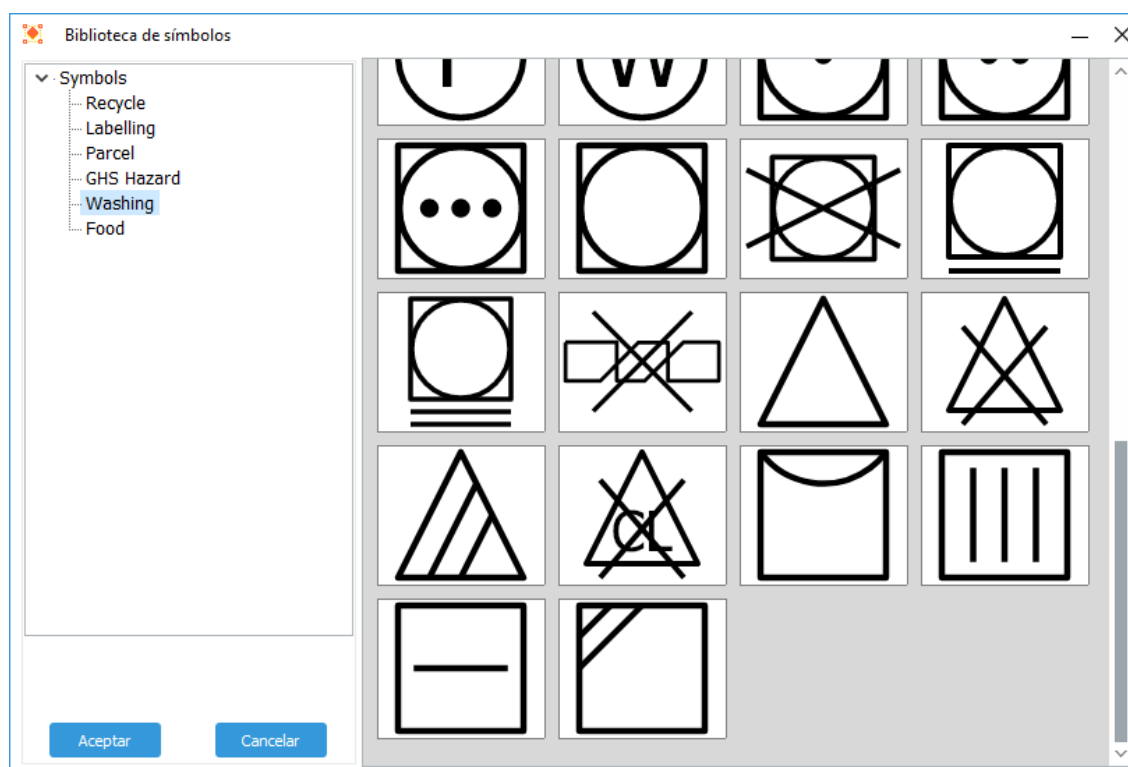 Biblioteca de símbolos
Symbols
Recycle
Labelling
Parcel
GHS Hazard
Washing
Food
W
CL
Aceptar
Cancelar